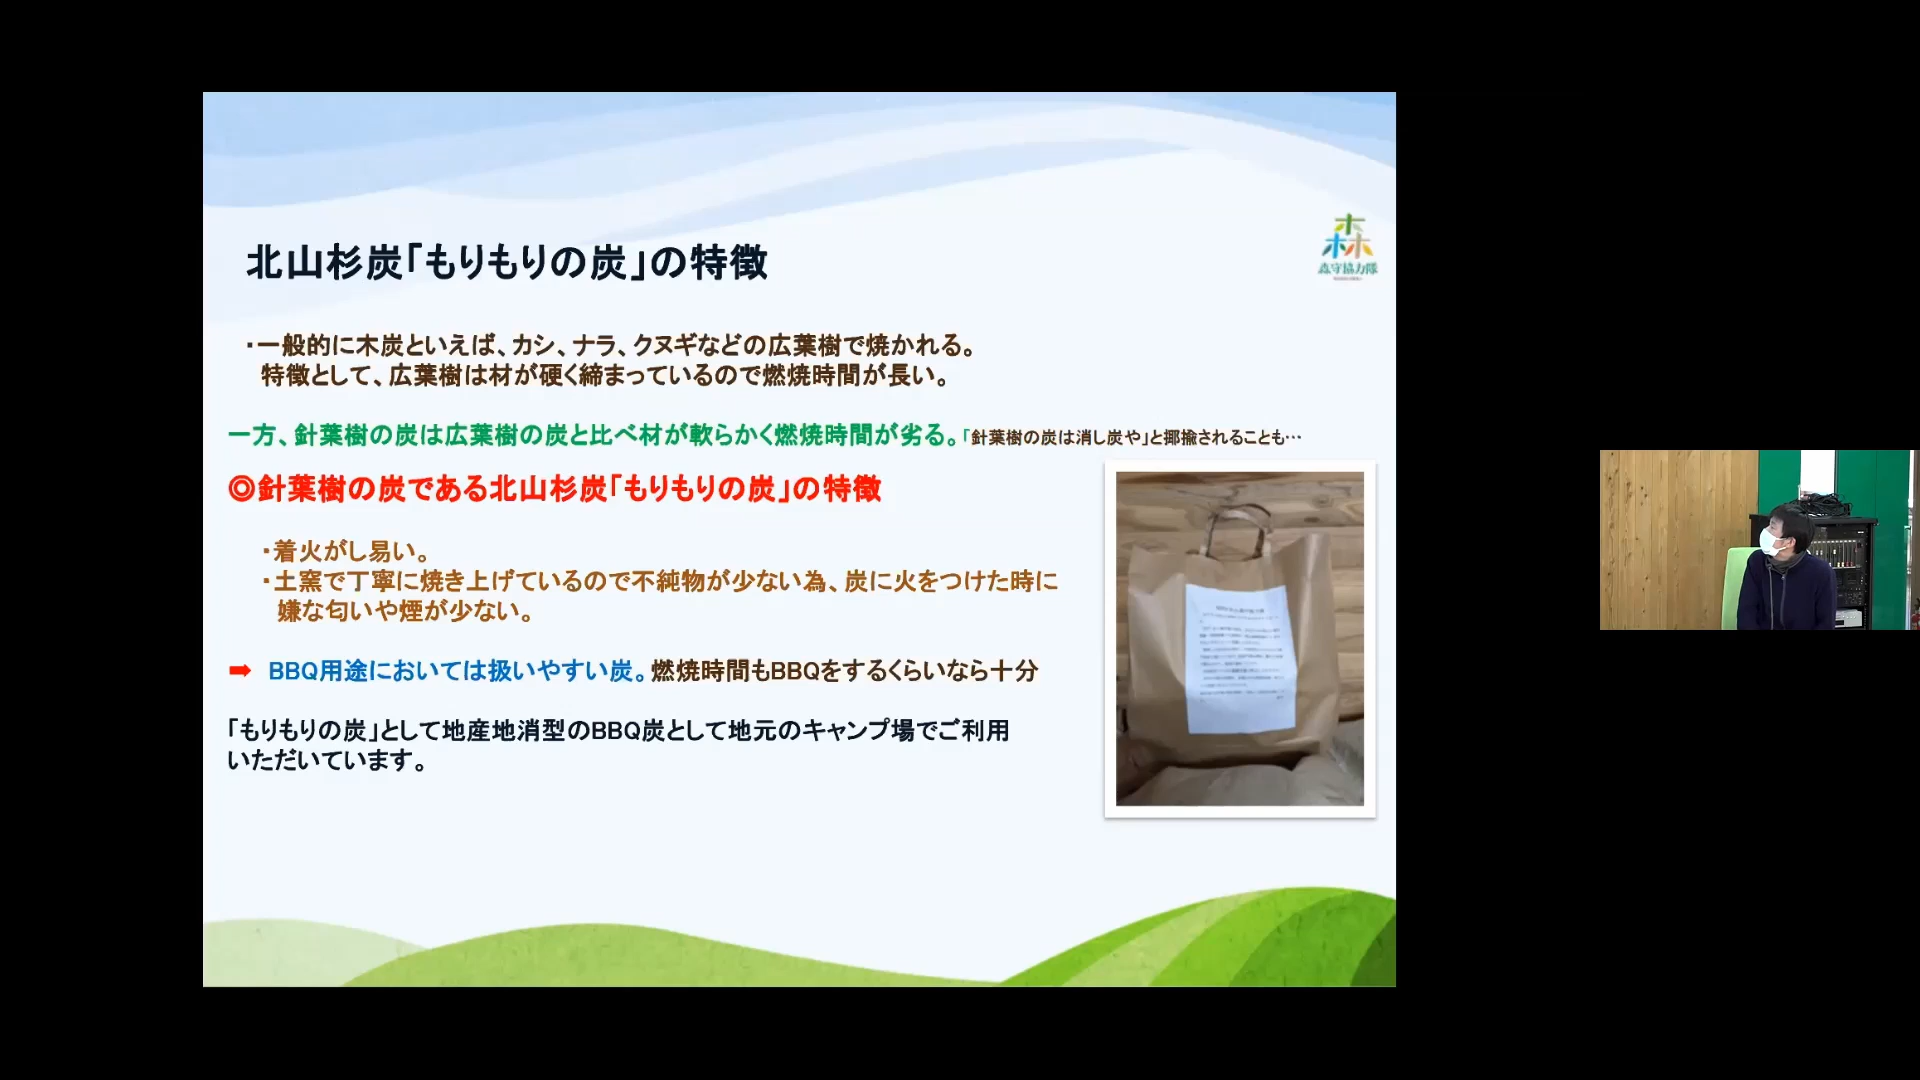 北山杉炭「もりもりの炭」の特徴
森
森守協力隊
・一般的に木炭といえば、カシ、ナラ、クヌギなどの広葉樹で焼かれる。
特徴として、広葉樹は材が硬く締まっているので燃焼時間が長い。
一方、針葉樹の炭は広葉樹の炭と比べ材が軟らかく燃焼時間が劣る。「針葉樹の炭は消し炭や」と揶揄されることも…
◎針葉樹の炭である北山杉炭「もりもりの炭」の特徴
・着火がし易い。
・土窯で丁寧に焼き上げているので不純物が少ない為、炭に火をつけた時に
嫌な匂いや煙が少ない。
➡ BBQ用途においては扱いやすい炭。燃焼時間もBBQをするくらいなら十分
「もりもりの炭」として地産地消型のBBQ炭として地元のキャンプ場でご利用
いただいています。